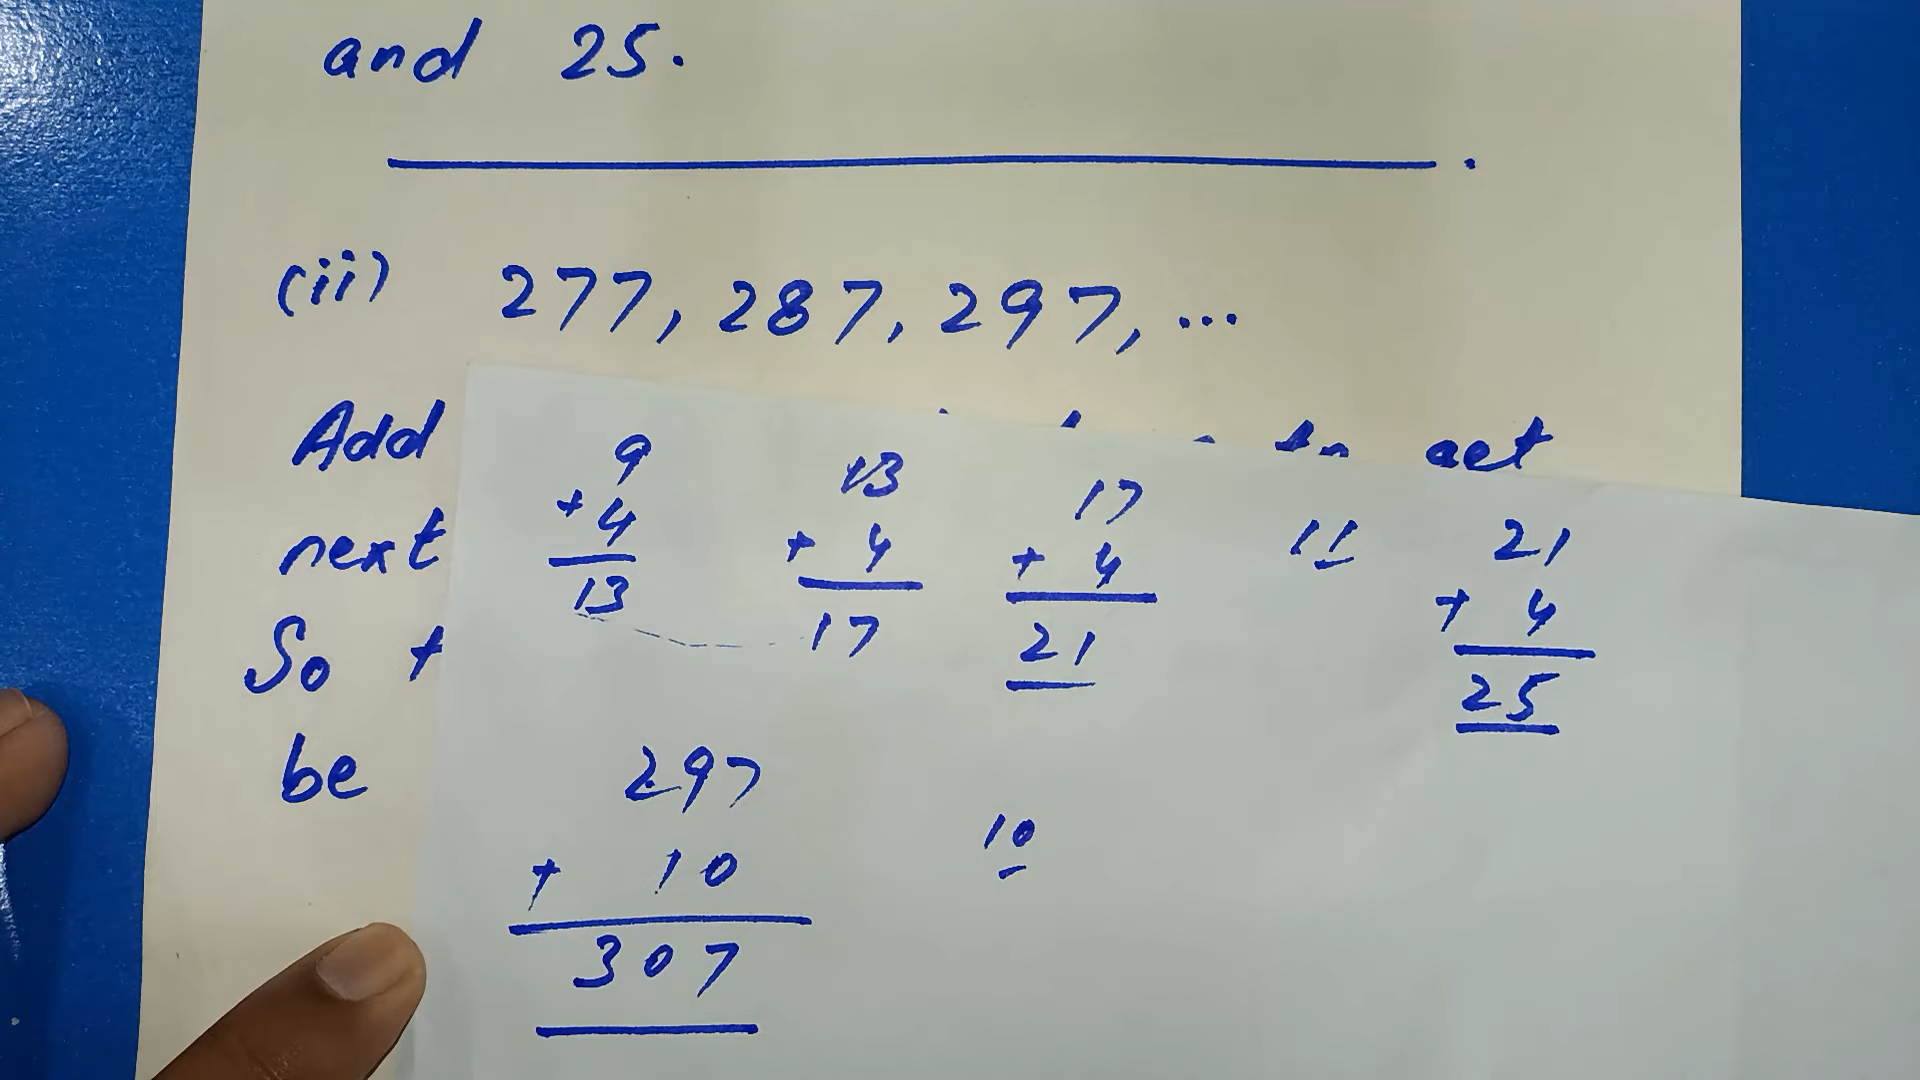 and 25.
(ii) 277, 287, 297, ...
Add get
next
So
be
9 13 17 11 21
+ 4 + 4 + 4 + 4
13 17 21 25
297
+ 10 10
307